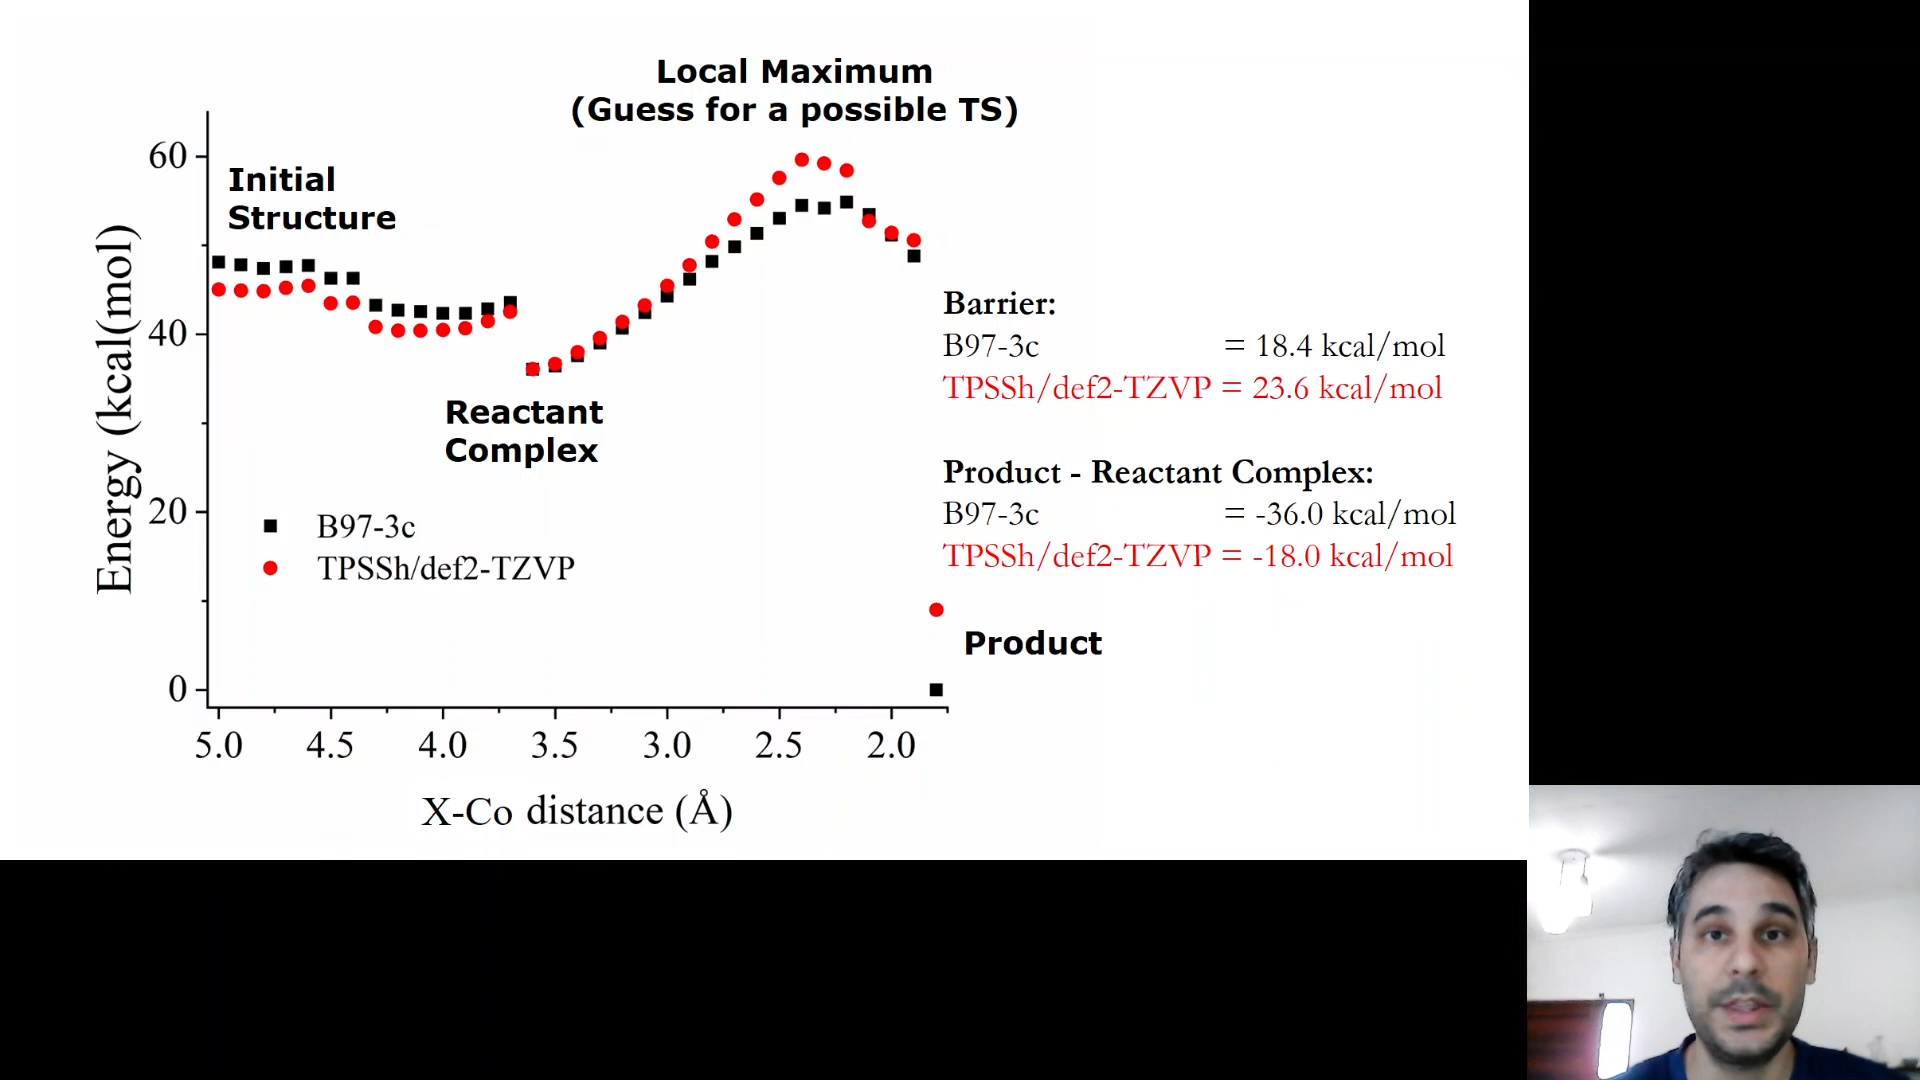 Local Maximum
(Guess for a possible TS)
Initial
Structure
Reactant
Complex
Product
Energy (kcal(mol)
60
40
20
0
B97-3c
TPSSh/def2-TZVP
5.0 4.5 4.0 3.5 3.0 2.5 2.0
X-Co distance (Å)
Barrier:
B97-3c = 18.4 kcal/mol
TPSSh/def2-TZVP = 23.6 kcal/mol
Product - Reactant Complex:
B97-3c = -36.0 kcal/mol
TPSSh/def2-TZVP = -18.0 kcal/mol